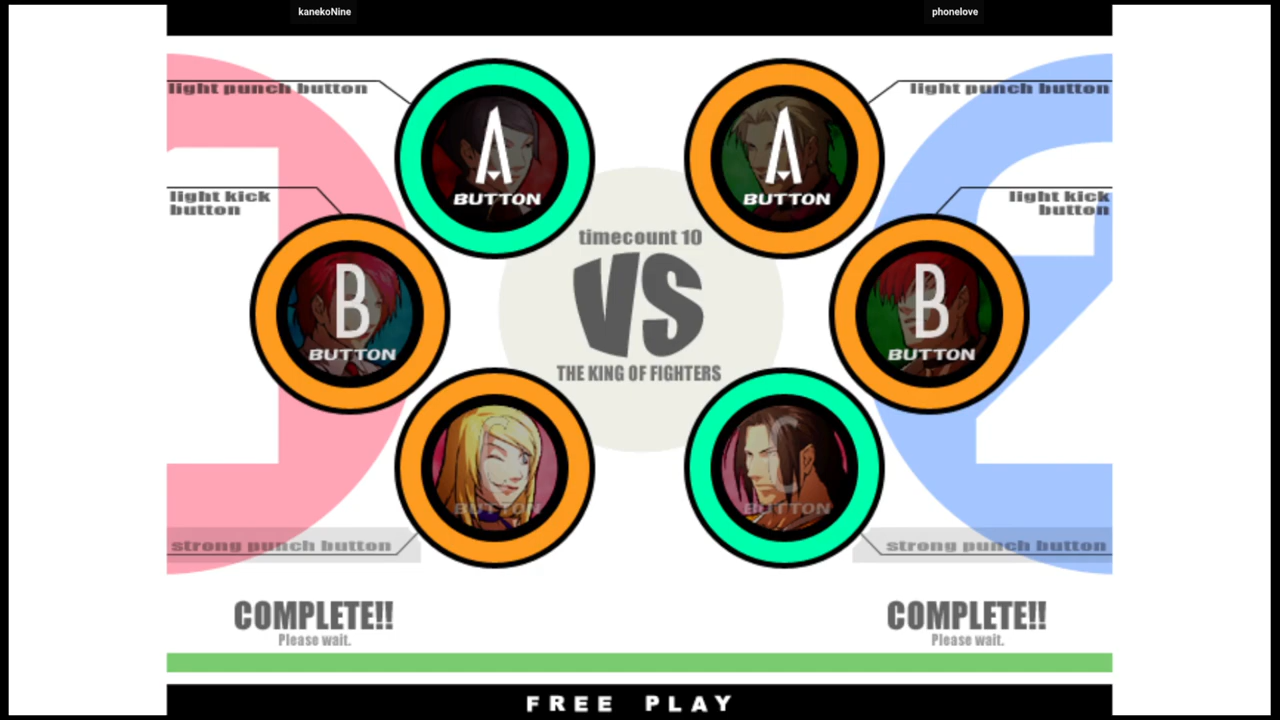 kanekoNine
phonelove
light punch button
A
BUTTON
A
BUTTON
light punch button
light kick
button
light kick
button
timecount 10
VS
THE KING OF FIGHTERS
B
BUTTON
B
BUTTON
BUTTON
C
BUTTON
strong punch button
strong punch button
COMPLETE!!
Please wait.
COMPLETE!!
Please wait.
FREE PLAY